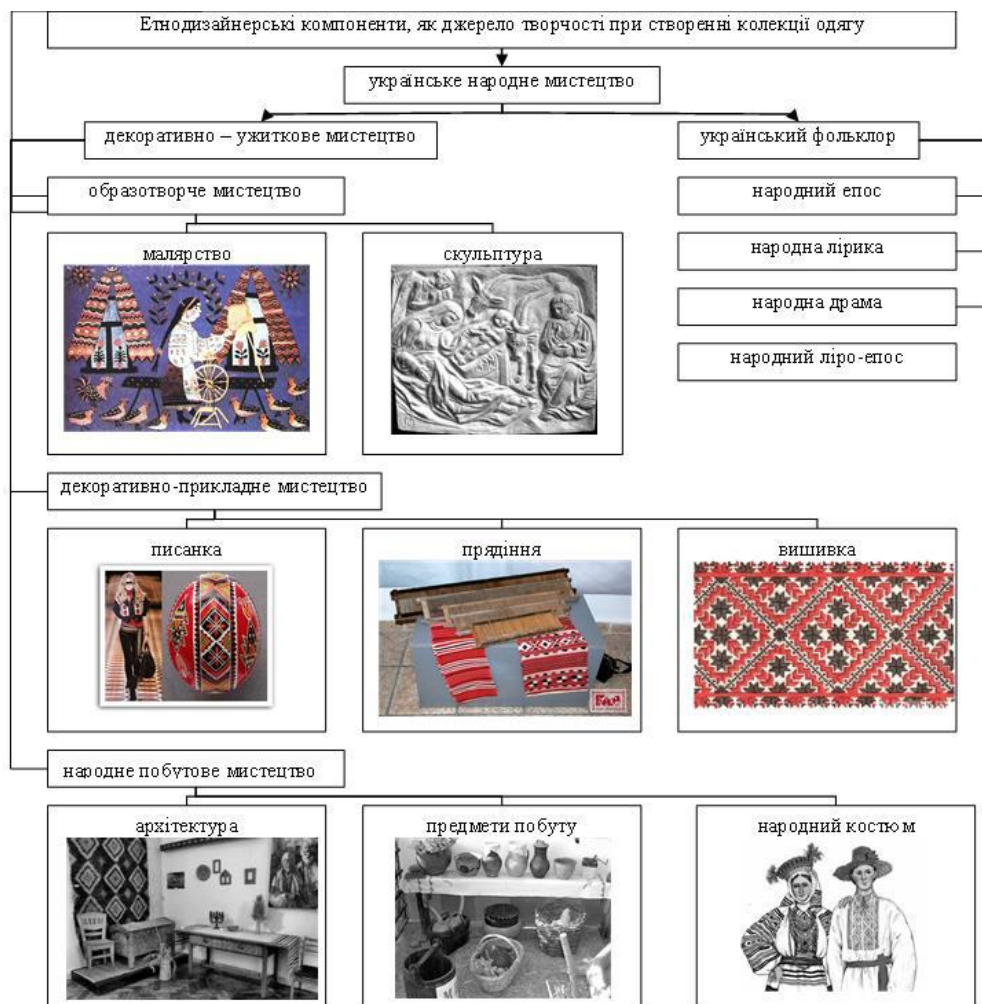 Етнодизайнерські компоненти, як джерело творчості при створенні колекції одягу
українське народне мистецтво
декоративно – ужиткове мистецтво
український фольклор
образотворче мистецтво
народний епос
малярство
скульптура
народна лірика
народна драма
народний ліро-епос
декоративно-прикладне мистецтво
писанка
прядіння
вишивка
народне побутове мистецтво
архітектура
предмети побуту
народний костюм